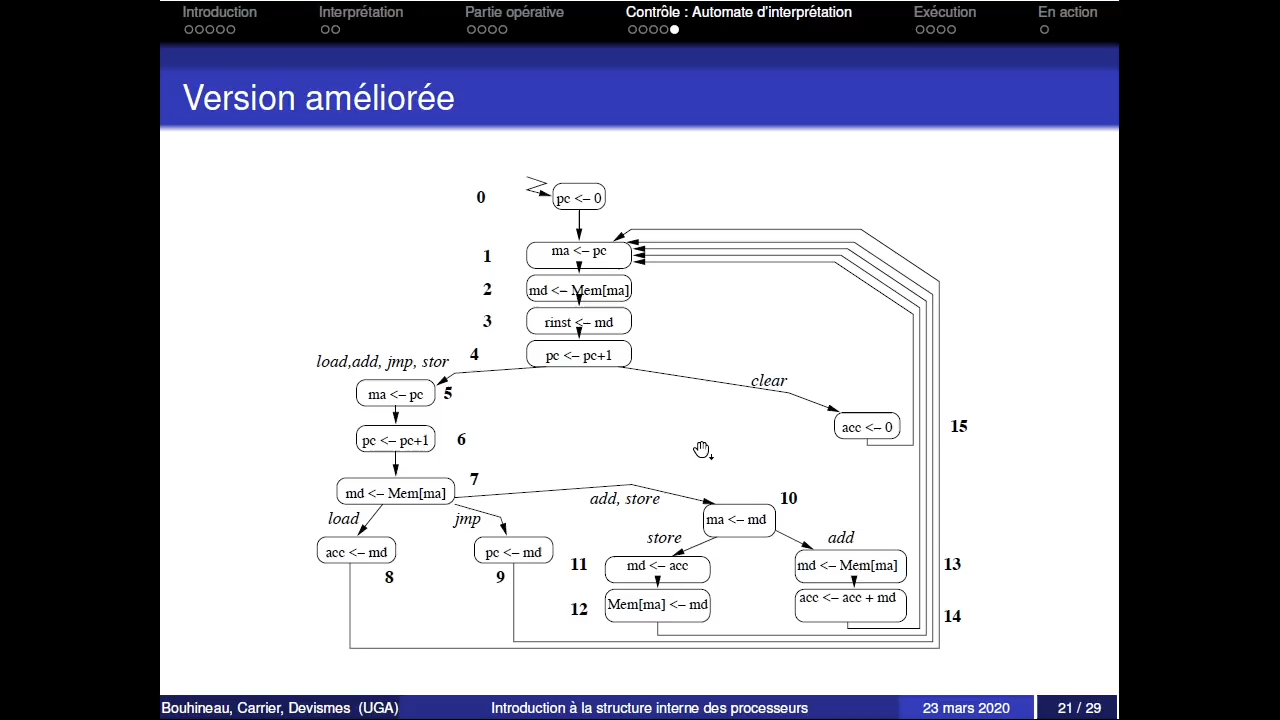 Introduction Interprétation Partie opérative Contrôle : Automate d'interprétation Exécution En action
Version améliorée
0 pc <– 0
1 ma <– pc
2 md <– Mem[ma]
3 rinst <– md
4 pc <– pc+1
load,add, jmp, stor
clear
ma <– pc 5
acc <– 0 15
pc <– pc+1 6
7
md <– Mem[ma]
add, store
10
load jmp
ma <– md
store add
acc <– md pc <– md
8 9
11 md <– acc md <– Mem[ma] 13
12 Mem[ma] <– md acc <– acc + md 14
Bouhineau, Carrier, Devismes (UGA) Introduction à la structure interne des processeurs 23 mars 2020 21 / 29